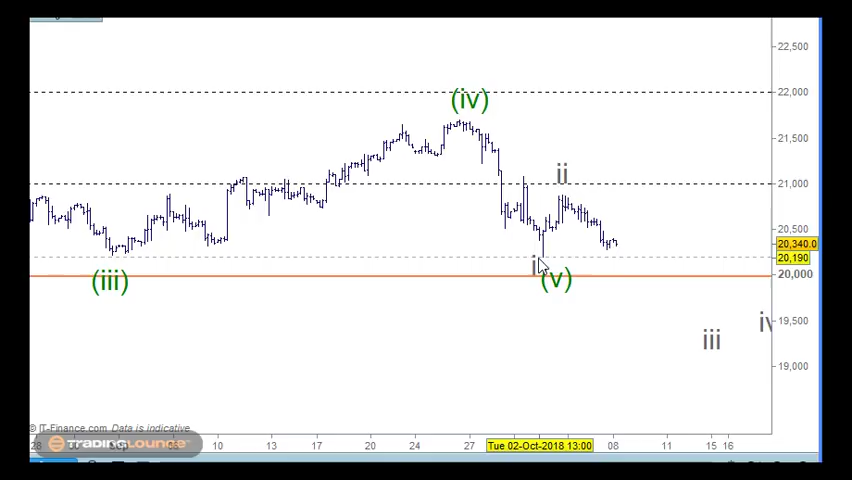 22,500
(iv)
22,000
21,500
ii
21,000
20,500
20,340.0
i
20,190
(iii)
(v)
20,000
19,500
iii
iv
19,000
© IT-Finance.com Data is indicative.
TRADINGLOUNGE
28 Sep 10 13 17 20 24 27 Tue 02-Oct-2018 13:00 08 11 15 16